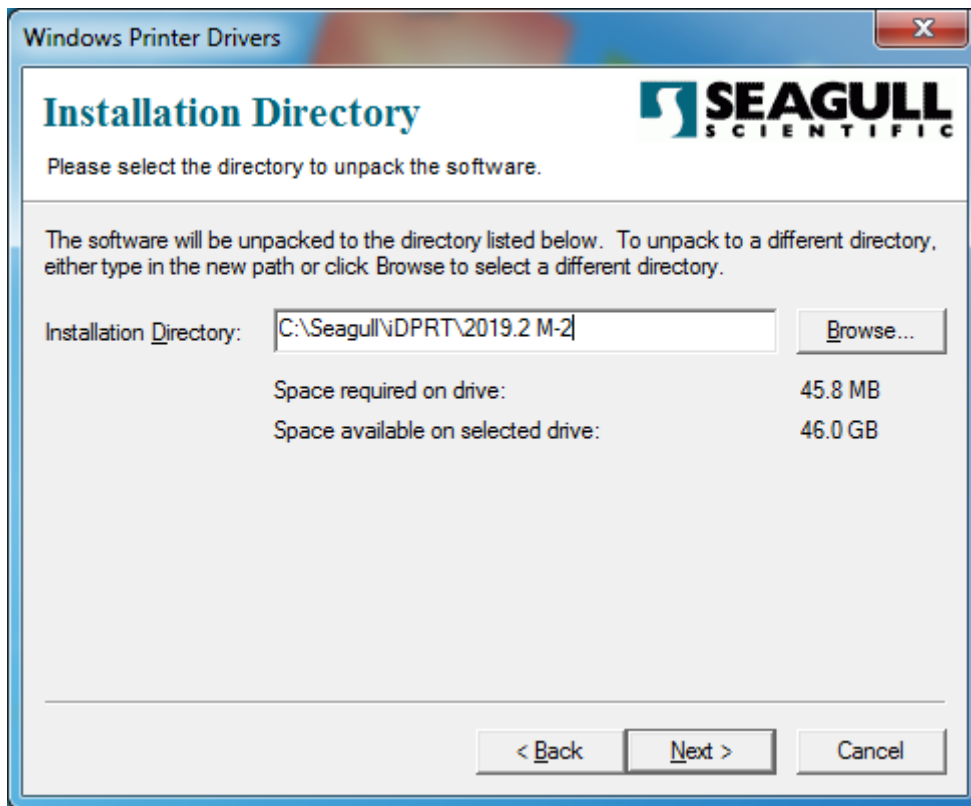 Windows Printer Drivers
x
Installation Directory
SEAGULL
SCIENTIFIC
Please select the directory to unpack the software.
The software will be unpacked to the directory listed below. To unpack to a different directory,
either type in the new path or click Browse to select a different directory.
Installation Directory: C:\Seagull\iDPRT\2019.2 M-2 Browse...
Space required on drive: 45.8 MB
Space available on selected drive: 46.0 GB
< Back Next > Cancel